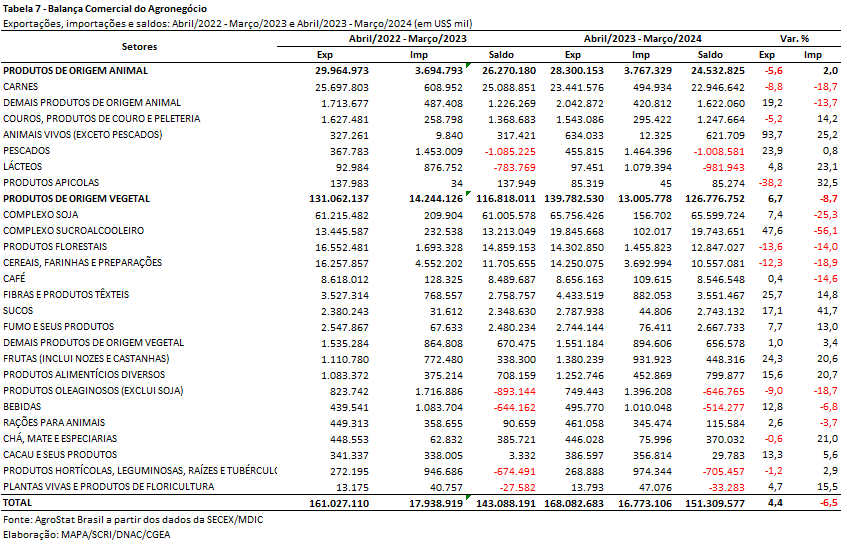 Tabela 7 - Balança Comercial do Agronegócio
Exportações, importações e saldos: Abril/2022 - Março/2023 e Abril/2023 - Março/2024 (em US$ mil)
Setores Abril/2022 - Março/2023 Abril/2023 - Março/2024 Var. %
Exp Imp Saldo Exp Imp Saldo Exp Imp
PRODUTOS DE ORIGEM ANIMAL 29.964.973 3.694.793 26.270.180 28.300.153 3.767.329 24.532.825 -5,6 2,0
CARNES 25.697.803 608.952 25.088.851 23.441.576 494.934 22.946.642 -8,8 -18,7
DEMAIS PRODUTOS DE ORIGEM ANIMAL 1.713.677 487.408 1.226.269 2.042.872 420.812 1.622.060 19,2 -13,7
COUROS, PRODUTOS DE COURO E PELETERIA 1.627.481 258.798 1.368.683 1.543.086 295.422 1.247.664 -5,2 14,2
ANIMAIS VIVOS (EXCETO PESCADOS) 327.261 9.840 317.421 634.033 12.325 621.709 93,7 25,2
PESCADOS 367.783 1.453.009 -1.085.225 455.815 1.464.396 -1.008.581 23,9 0,8
LÁCTEOS 92.984 876.752 -783.769 97.451 1.079.394 -981.943 4,8 23,1
PRODUTOS APICOLAS 137.983 34 137.949 85.319 45 85.274 -38,2 32,5
PRODUTOS DE ORIGEM VEGETAL 131.062.137 14.244.126 116.818.011 139.782.530 13.005.778 126.776.752 6,7 -8,7
COMPLEXO SOJA 61.215.482 209.904 61.005.578 65.756.426 156.702 65.599.724 7,4 -25,3
COMPLEXO SUCROALCOOLEIRO 13.445.587 232.538 13.213.049 19.845.668 102.017 19.743.651 47,6 -56,1
PRODUTOS FLORESTAIS 16.552.481 1.693.328 14.859.153 14.302.850 1.455.823 12.847.027 -13,6 -14,0
CEREAIS, FARINHAS E PREPARAÇÕES 16.257.857 4.552.202 11.705.655 14.250.075 3.692.994 10.557.081 -12,3 -18,9
CAFÉ 8.618.012 128.325 8.489.687 8.656.163 109.615 8.546.548 0,4 -14,6
FIBRAS E PRODUTOS TÊXTEIS 3.527.314 768.557 2.758.757 4.433.519 882.053 3.551.467 25,7 14,8
SUCOS 2.380.243 31.612 2.348.630 2.787.938 44.806 2.743.132 17,1 41,7
FUMO E SEUS PRODUTOS 2.547.867 67.633 2.480.234 2.744.144 76.411 2.667.733 7,7 13,0
DEMAIS PRODUTOS DE ORIGEM VEGETAL 1.535.284 864.808 670.475 1.551.187 894.606 656.578 1,0 3,4
FRUTAS (INCLUI NOZES E CASTANHAS) 1.110.780 772.480 338.300 1.380.239 931.923 448.316 24,3 20,6
PRODUTOS ALIMENTÍCIOS DIVERSOS 1.083.372 375.214 708.159 1.252.746 452.869 799.877 15,6 20,7
PRODUTOS OLEAGINOSOS (EXCLUI SOJA) 823.742 1.716.886 -893.144 749.443 1.396.208 -646.765 -9,0 -18,7
BEBIDAS 439.541 1.083.704 -644.162 495.770 1.010.048 -514.277 12,8 -6,8
RAÇÕES PARA ANIMAIS 449.313 358.655 90.659 461.058 345.474 115.584 2,6 -3,7
CHÁ, MATE E ESPECIARIAS 448.553 62.832 385.721 446.028 75.996 370.032 -0,6 21,0
CACAU E SEUS PRODUTOS 341.337 338.005 3.332 386.597 356.814 29.783 13,3 5,6
PRODUTOS HORTÍCOLAS, LEGUMINOSAS, RAÍZES E TUBÉRCULO 272.195 946.686 -674.491 268.888 974.344 -705.457 -1,2 2,9
PLANTAS VIVAS E PRODUTOS DE FLORICULTURA 13.175 40.757 -27.582 13.793 47.076 -33.283 4,7 15,5
TOTAL 161.027.110 17.938.919 143.088.191 168.082.683 16.773.106 151.309.577 4,4 -6,5
Fonte: AgroStat Brasil a partir dos dados da SECEX/MDIC
Elaboração: MAPA/SCRI/DNAC/CGEA